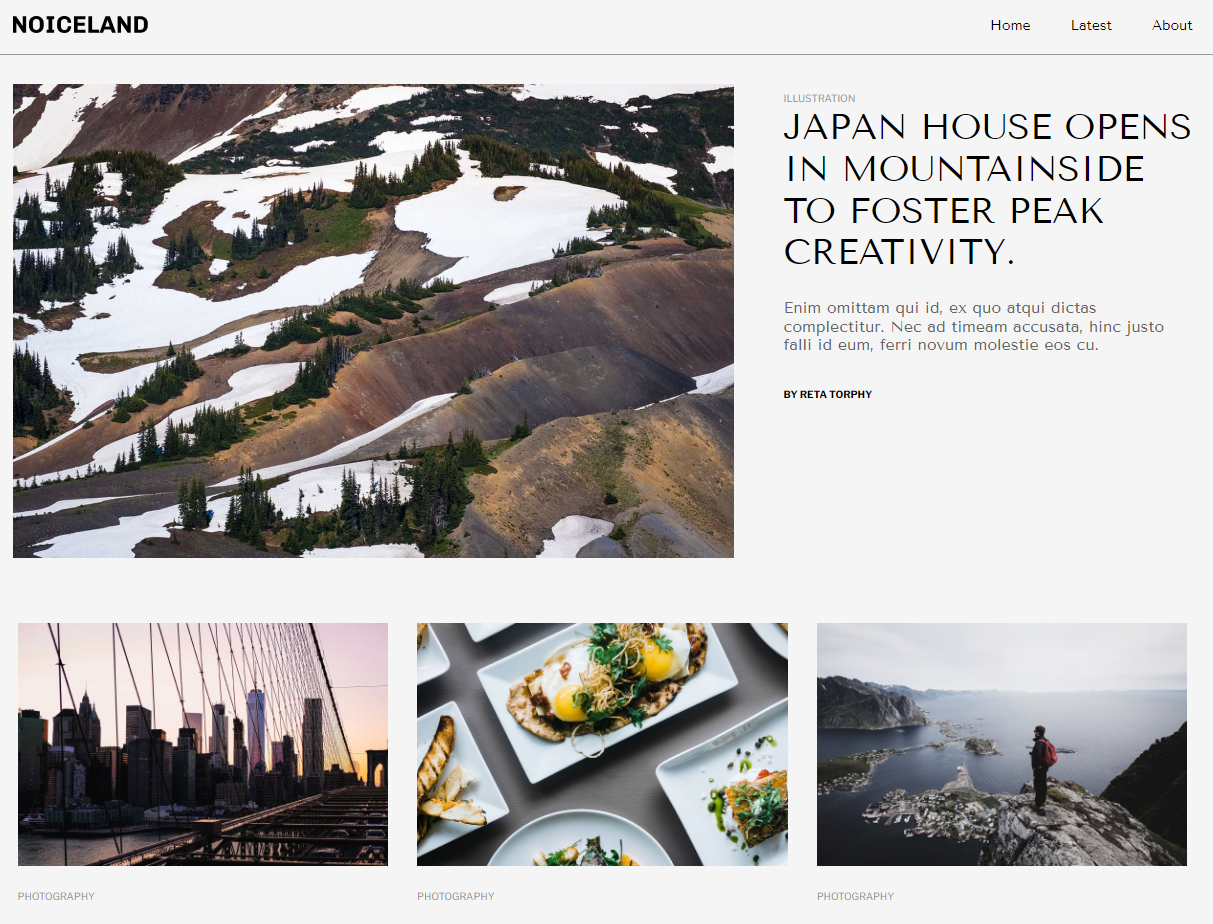 NOICELAND
Home
Latest
About
ILLUSTRATION
JAPAN HOUSE OPENS
IN MOUNTAINSIDE
TO FOSTER PEAK
CREATIVITY.
Enim omittam qui id, ex quo atqui dictas
complectitur. Nec ad timeam accusata, hinc justo
falli id eum, ferri novum molestie eos cu.
BY RETA TORPHY
PHOTOGRAPHY
PHOTOGRAPHY
PHOTOGRAPHY